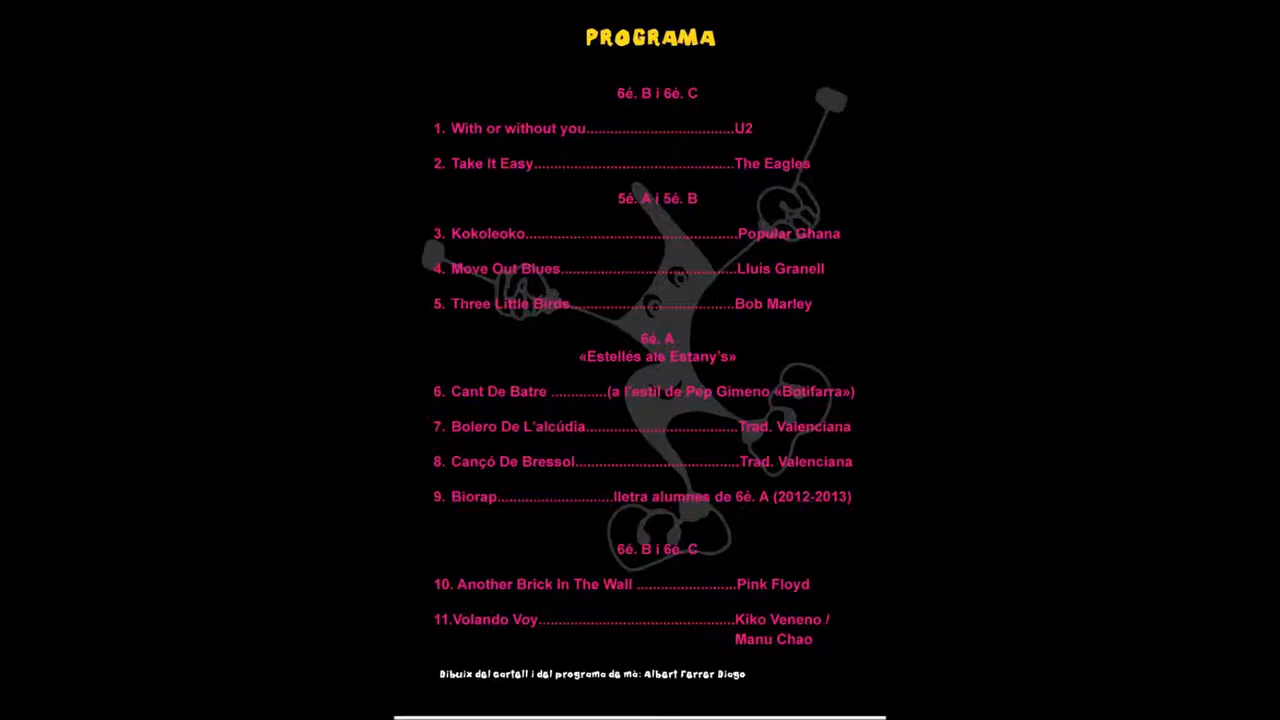 PROGRAMA
6é. B i 6é. C
1. With or without you....................................U2
2. Take It Easy.................................................The Eagles
5é. A i 5é. B
3. Kokoleoko....................................................Popular Ghana
4. Move Out Blues...........................................Lluis Granell
5. Three Little Birds........................................Bob Marley
6é. A
«Estellés als Estany's»
6. Cant De Batre ..............(a l'estil de Pep Gimeno «Botifarra»)
7. Bolero De L'alcúdia.....................................Trad. Valenciana
8. Cançó De Bressol........................................Trad. Valenciana
9. Biorap............................lletra alumnes de 6é. A (2012-2013)
6é. B i 6é. C
10. Another Brick In The Wall .........................Pink Floyd
11.Volando Voy................................................Kiko Veneno /
Manu Chao
Dibuix del cartell i del programa de mà: Albert Ferrer Diago